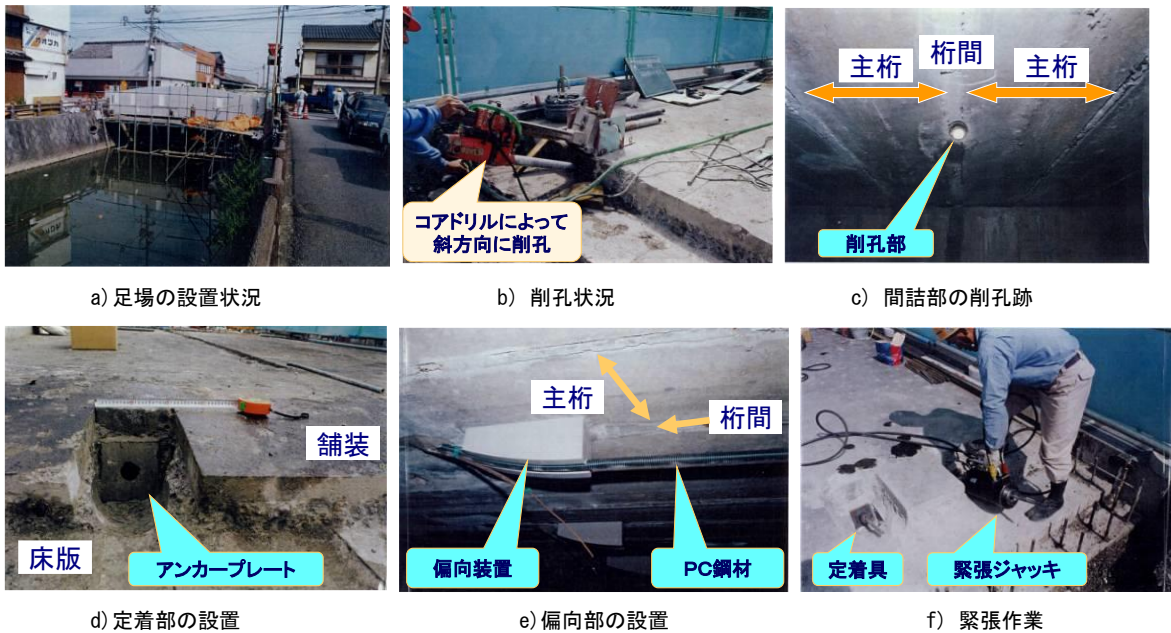 主桁
桁間
主桁
コアドリルによって
斜方向に削孔
削孔部
a)足場の設置状況
b) 削孔状況
c) 間詰部の削孔跡
舗装
床版
アンカープレート
主桁
桁間
偏向装置
PC鋼材
定着具
緊張ジャッキ
d)定着部の設置
e)偏向部の設置
f) 緊張作業